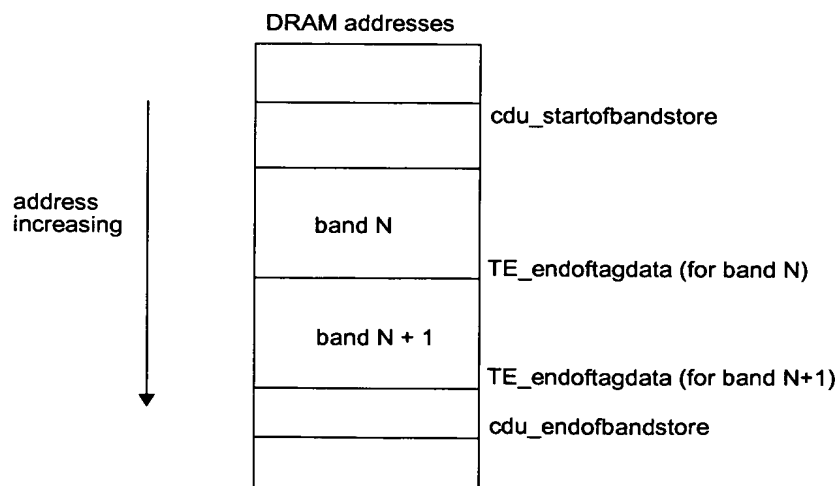 DRAM addresses
cdu_startofbandstore
address
increasing
band N
TE_endoftagdata (for band N)
band N + 1
TE_endoftagdata (for band N+1)
cdu_endofbandstore